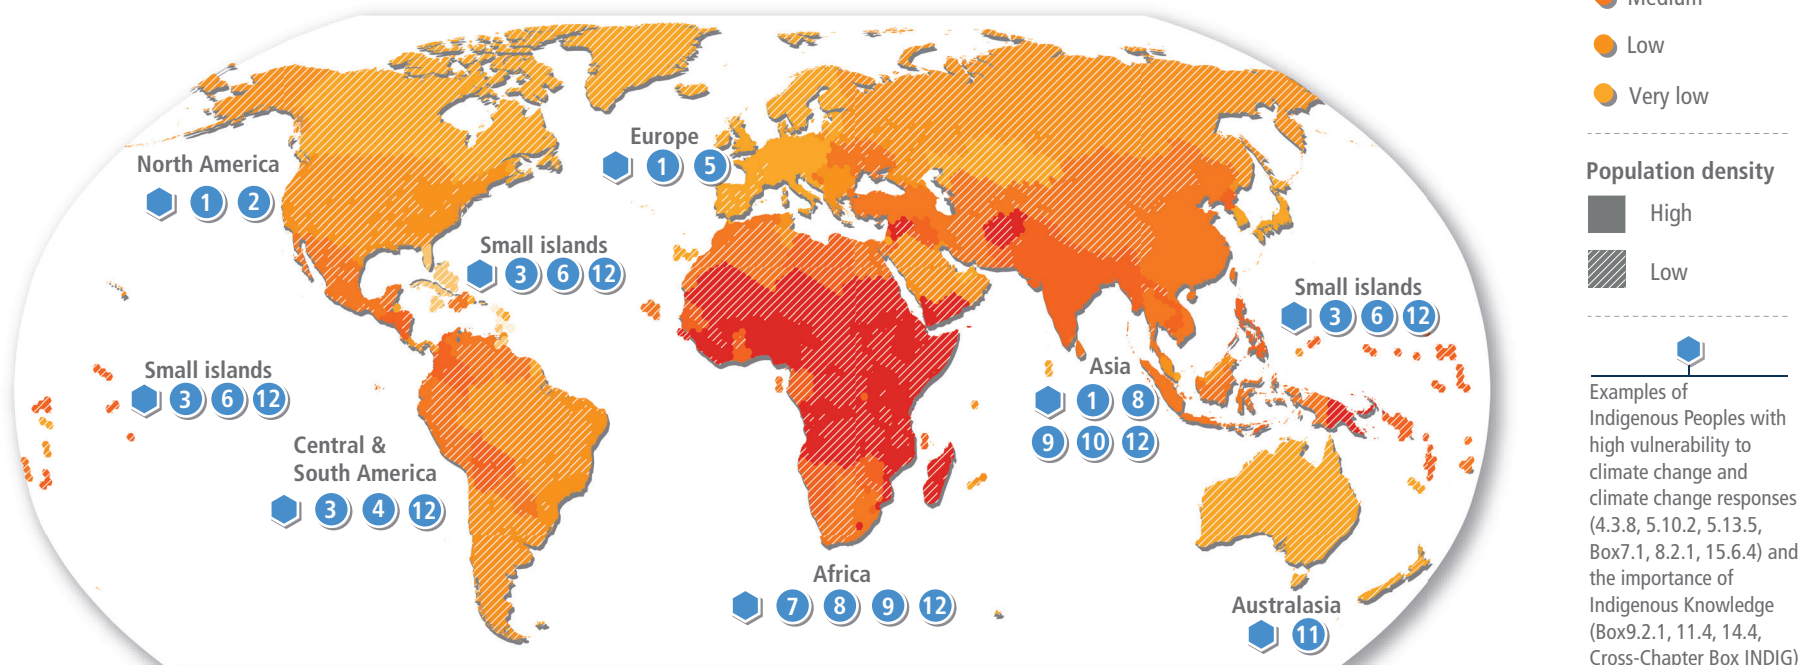 Medium
Low
Very low
Population density
High
Low
Examples of
Indigenous Peoples with
high vulnerability to
climate change and
climate change responses
(4.3.8, 5.10.2, 5.13.5,
Box7.1, 8.2.1, 15.6.4) and
the importance of
Indigenous Knowledge
(Box9.2.1, 11.4, 14.4,
Cross-Chapter Box INDIG)
North America
1 2
Europe
1 5
Small islands
3 6 12
Small islands
3 6 12
Small islands
3 6 12
Central &
South America
3 4 12
Asia
1 8
9 10 12
Africa
7 8 9 12
Australasia
11